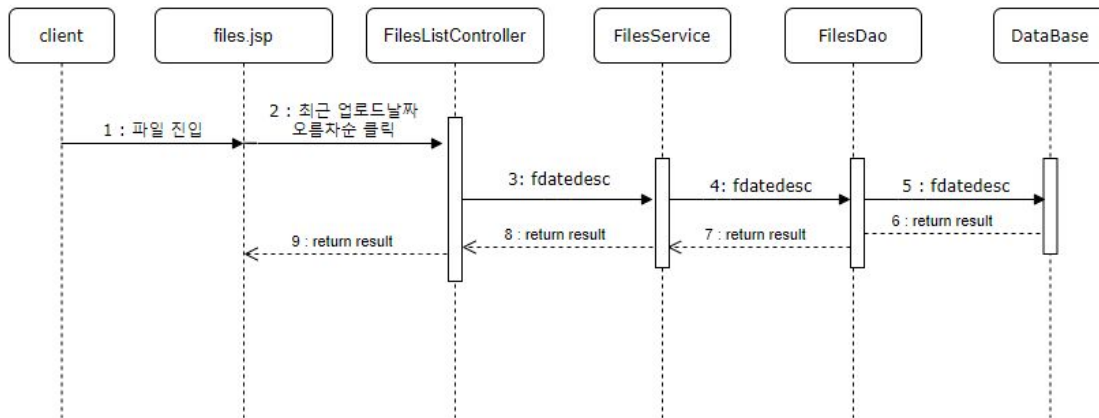 client
files.jsp
FilesListController
FilesService
FilesDao
DataBase
1 : 파일 진입
2 : 최근 업로드날짜
오름차순 클릭
3: fdatedesc
4: fdatedesc
5 : fdatedesc
6 : return result
7 : return result
8 : return result
9 : return result